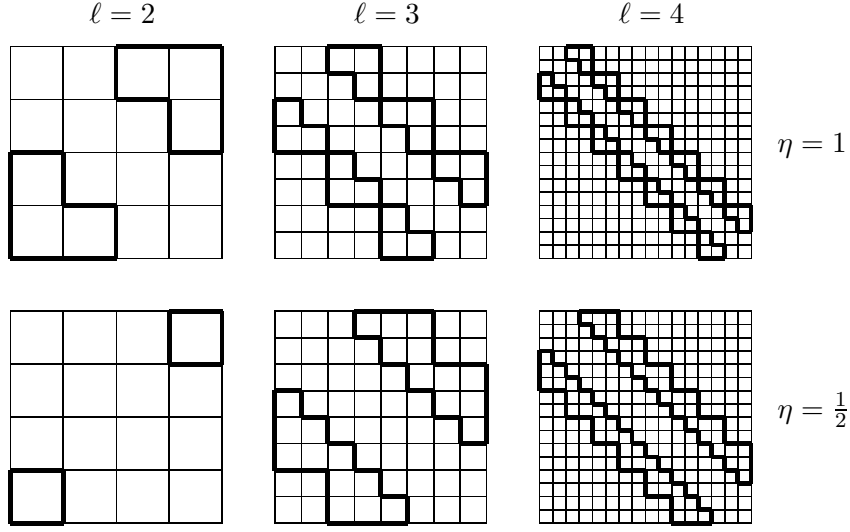 ℓ = 2 ℓ = 3 ℓ = 4
η = 1
η = 1/2